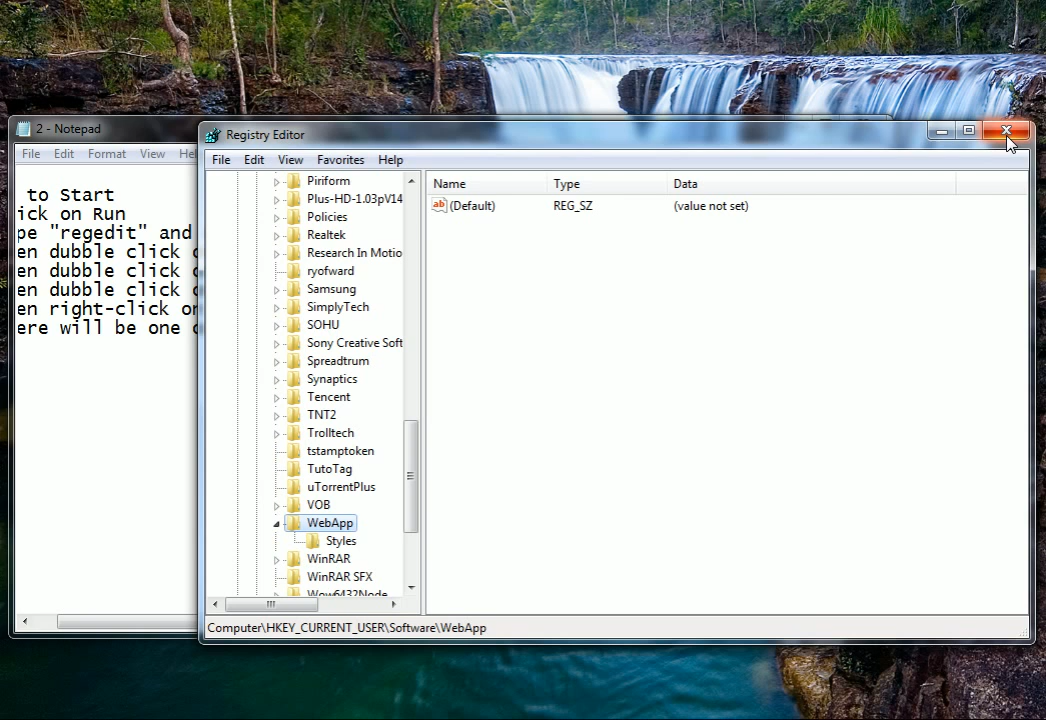 2 - Notepad
File Edit Format View Hel
to Start
ick on Run
pe "regedit" and
en dubble click
en dubble click
en dubble click
en right-click
ere will be one
Registry Editor
File Edit View Favorites Help
Piriform
Plus-HD-1.03pV14
Policies
Realtek
Research In Motio
ryofward
Samsung
SimplyTech
SOHU
Sony Creative Soft
Spreadtrum
Synaptics
Tencent
TNT2
Trolltech
tstamptoken
TutoTag
uTorrentPlus
VOB
WebApp
Styles
WinRAR
WinRAR SFX
Wow6432Node
Name Type Data
ab (Default) REG_SZ (value not set)
Computer\HKEY_CURRENT_USER\Software\WebApp